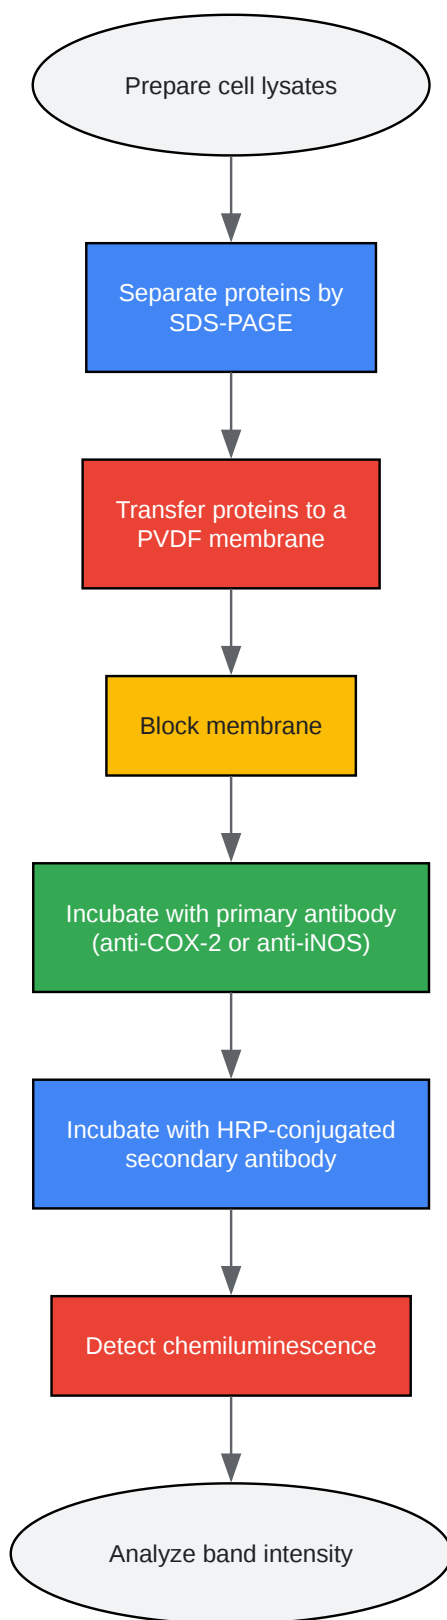 Prepare cell lysates
Separate proteins by
SDS-PAGE
Transfer proteins to a
PVDF membrane
Block membrane
Incubate with primary antibody
(anti-COX-2 or anti-iNOS)
Incubate with HRP-conjugated
secondary antibody
Detect chemiluminescence
Analyze band intensity